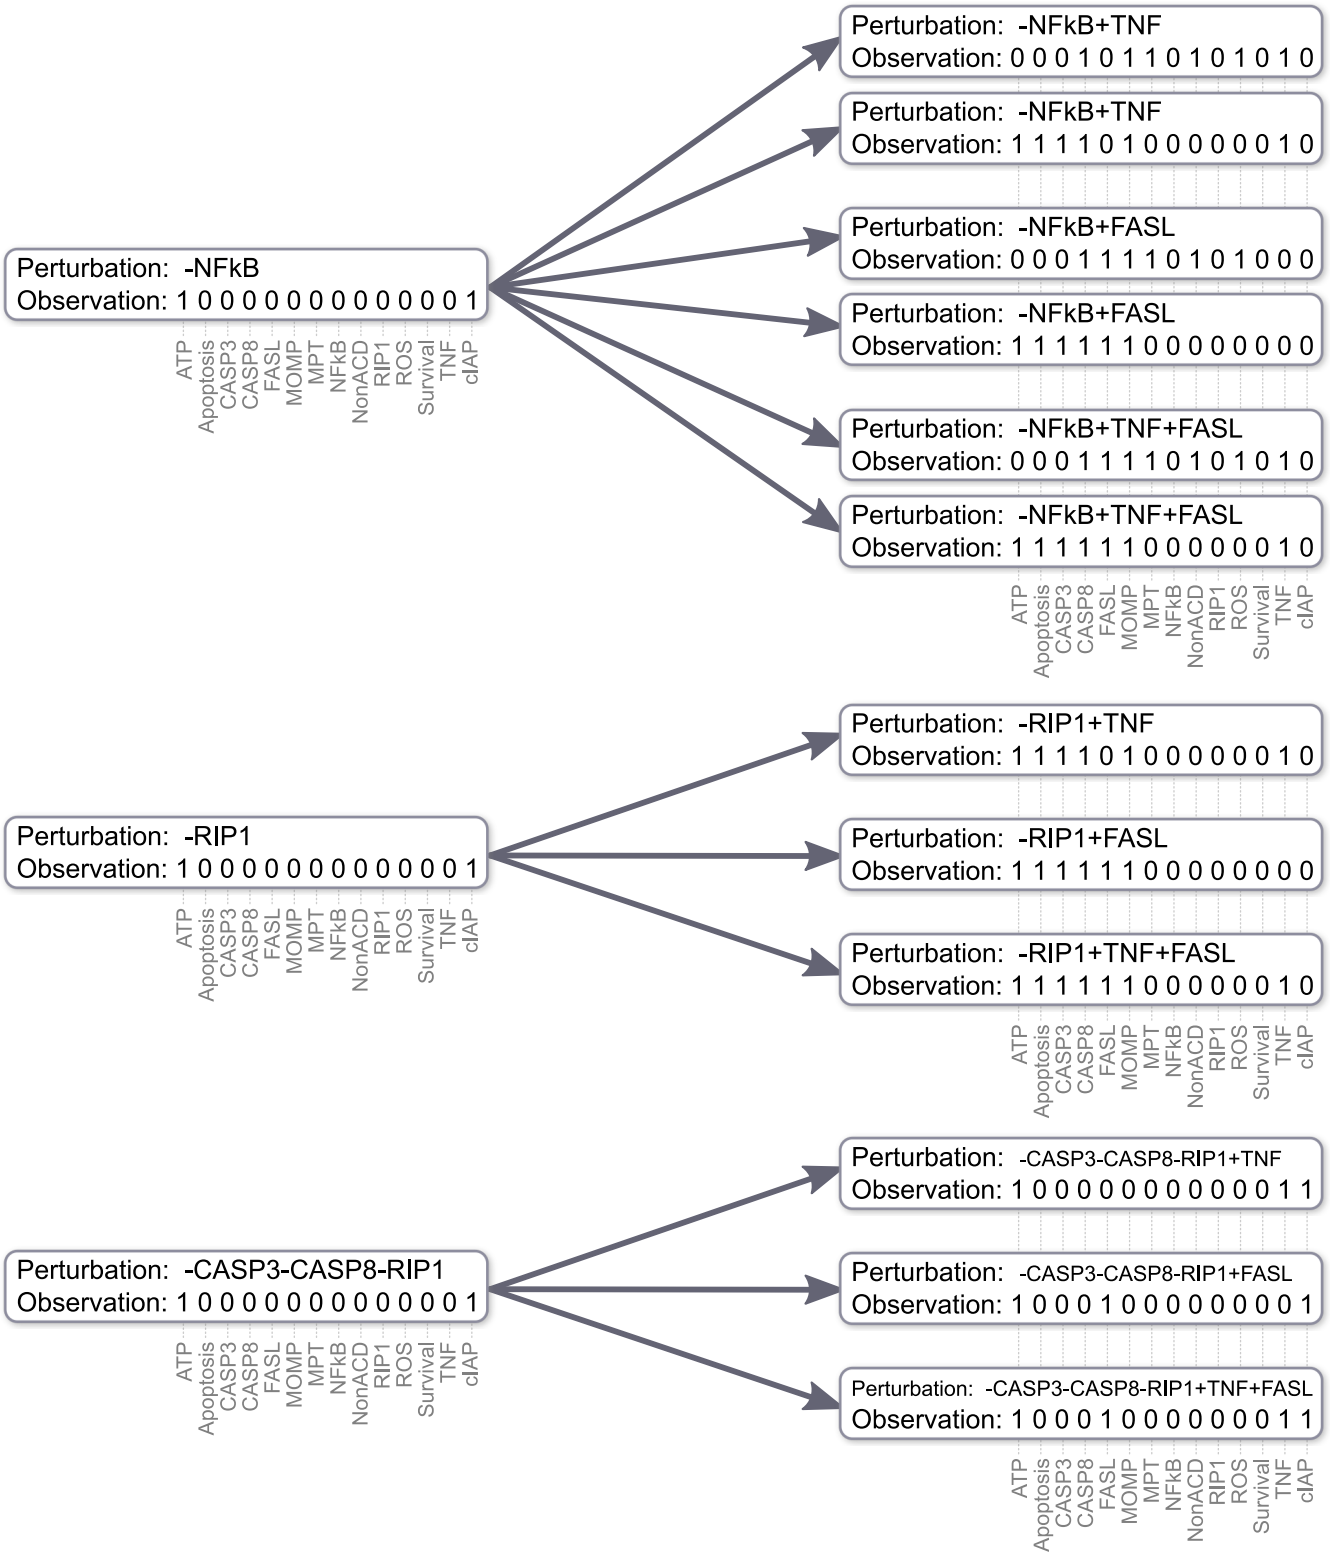 Perturbation: -NFkB+TNF
Observation: 0 0 0 1 0 1 1 0 1 0 1 0 1 0
Perturbation: -NFkB+TNF
Observation: 1 1 1 1 0 1 0 0 0 0 0 0 1 0
Perturbation: -NFkB+FASL
Observation: 0 0 0 1 1 1 1 0 1 0 1 0 0 0
Perturbation: -NFkB
Observation: 1 0 0 0 0 0 0 0 0 0 0 0 0 1
Perturbation: -NFkB+FASL
Observation: 1 1 1 1 1 1 0 0 0 0 0 0 0 0
ATP
Apoptosis
CASP3
CASP8
FASL
MOMP
MPT
NFkB
NonACD
RIP1
ROS
Survival
TNF
cIAP
Perturbation: -NFkB+TNF+FASL
Observation: 0 0 0 1 1 1 1 0 1 0 1 0 1 0
Perturbation: -NFkB+TNF+FASL
Observation: 1 1 1 1 1 1 0 0 0 0 0 0 1 0
ATP
Apoptosis
CASP3
CASP8
FASL
MOMP
MPT
NFkB
NonACD
RIP1
ROS
Survival
TNF
cIAP
Perturbation: -RIP1+TNF
Observation: 1 1 1 1 0 1 0 0 0 0 0 0 1 0
Perturbation: -RIP1
Observation: 1 0 0 0 0 0 0 0 0 0 0 0 0 1
Perturbation: -RIP1+FASL
Observation: 1 1 1 1 1 1 0 0 0 0 0 0 0 0
ATP
Apoptosis
CASP3
CASP8
FASL
MOMP
MPT
NFkB
NonACD
RIP1
ROS
Survival
TNF
cIAP
Perturbation: -RIP1+TNF+FASL
Observation: 1 1 1 1 1 1 0 0 0 0 0 0 1 0
ATP
Apoptosis
CASP3
CASP8
FASL
MOMP
MPT
NFkB
NonACD
RIP1
ROS
Survival
TNF
cIAP
Perturbation: -CASP3-CASP8-RIP1+TNF
Observation: 1 0 0 0 0 0 0 0 0 0 0 0 1 1
Perturbation: -CASP3-CASP8-RIP1
Observation: 1 0 0 0 0 0 0 0 0 0 0 0 0 1
Perturbation: -CASP3-CASP8-RIP1+FASL
Observation: 1 0 0 0 1 0 0 0 0 0 0 0 0 1
ATP
Apoptosis
CASP3
CASP8
FASL
MOMP
MPT
NFkB
NonACD
RIP1
ROS
Survival
TNF
cIAP
Perturbation: -CASP3-CASP8-RIP1+TNF+FASL
Observation: 1 0 0 0 1 0 0 0 0 0 0 0 1 1
ATP
Apoptosis
CASP3
CASP8
FASL
MOMP
MPT
NFkB
NonACD
RIP1
ROS
Survival
TNF
cIAP